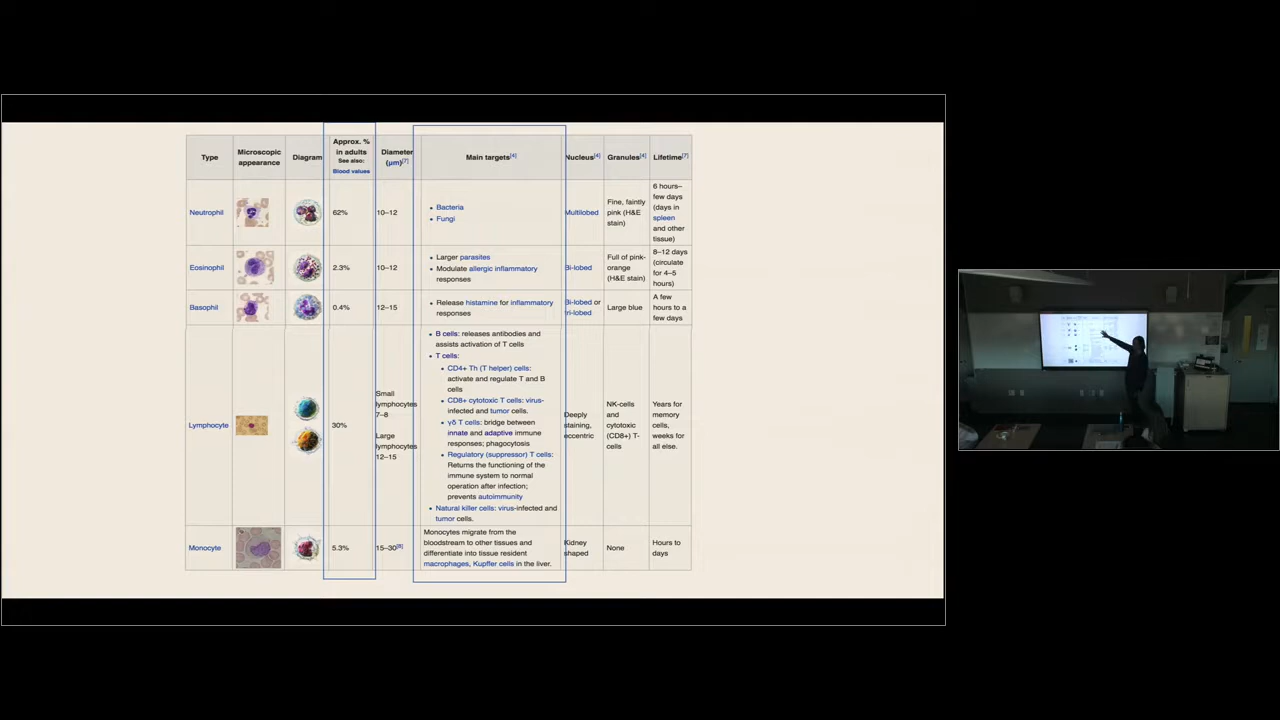 Type
Microscopic
appearance
Diagram
Approx. %
in adults
See also:
Blood values
Diameter
(μm)[7]
Main targets[4]
Nucleus[4]
Granules[4]
Lifetime[7]
Neutrophil
62%
10–12
• Bacteria
• Fungi
Multilobed
Fine, faintly
pink (H&E
stain)
6 hours–
few days
(days in
spleen
and other
tissue)
Eosinophil
2.3%
10–12
• Larger parasites
• Modulate allergic inflammatory
responses
Bi-lobed
Full of pink-
orange
(H&E stain)
8–12 days
(circulate
for 4–5
hours)
Basophil
0.4%
12–15
• Release histamine for inflammatory
responses
Bi-lobed or
tri-lobed
Large blue
A few
hours to a
few days
Lymphocyte
30%
Small
lymphocytes
7–8
Large
lymphocytes
12–15
• B cells: releases antibodies and
assists activation of T cells
• T cells:
• CD4+ Th (T helper) cells:
activate and regulate T and B
cells
• CD8+ cytotoxic T cells: virus-
infected and tumor cells.
• γδ T cells: bridge between
innate and adaptive immune
responses; phagocytosis
• Regulatory (suppressor) T cells:
Returns the functioning of the
immune system to normal
operation after infection;
prevents autoimmunity
• Natural killer cells: virus-infected and
tumor cells.
Deeply
staining,
eccentric
NK-cells
and
cytotoxic
(CD8+) T-
cells
Years for
memory
cells,
weeks for
all else.
Monocyte
5.3%
15–30[8]
Monocytes migrate from the
bloodstream to other tissues and
differentiate into tissue resident
macrophages, Kupffer cells in the liver.
Kidney
shaped
None
Hours to
days